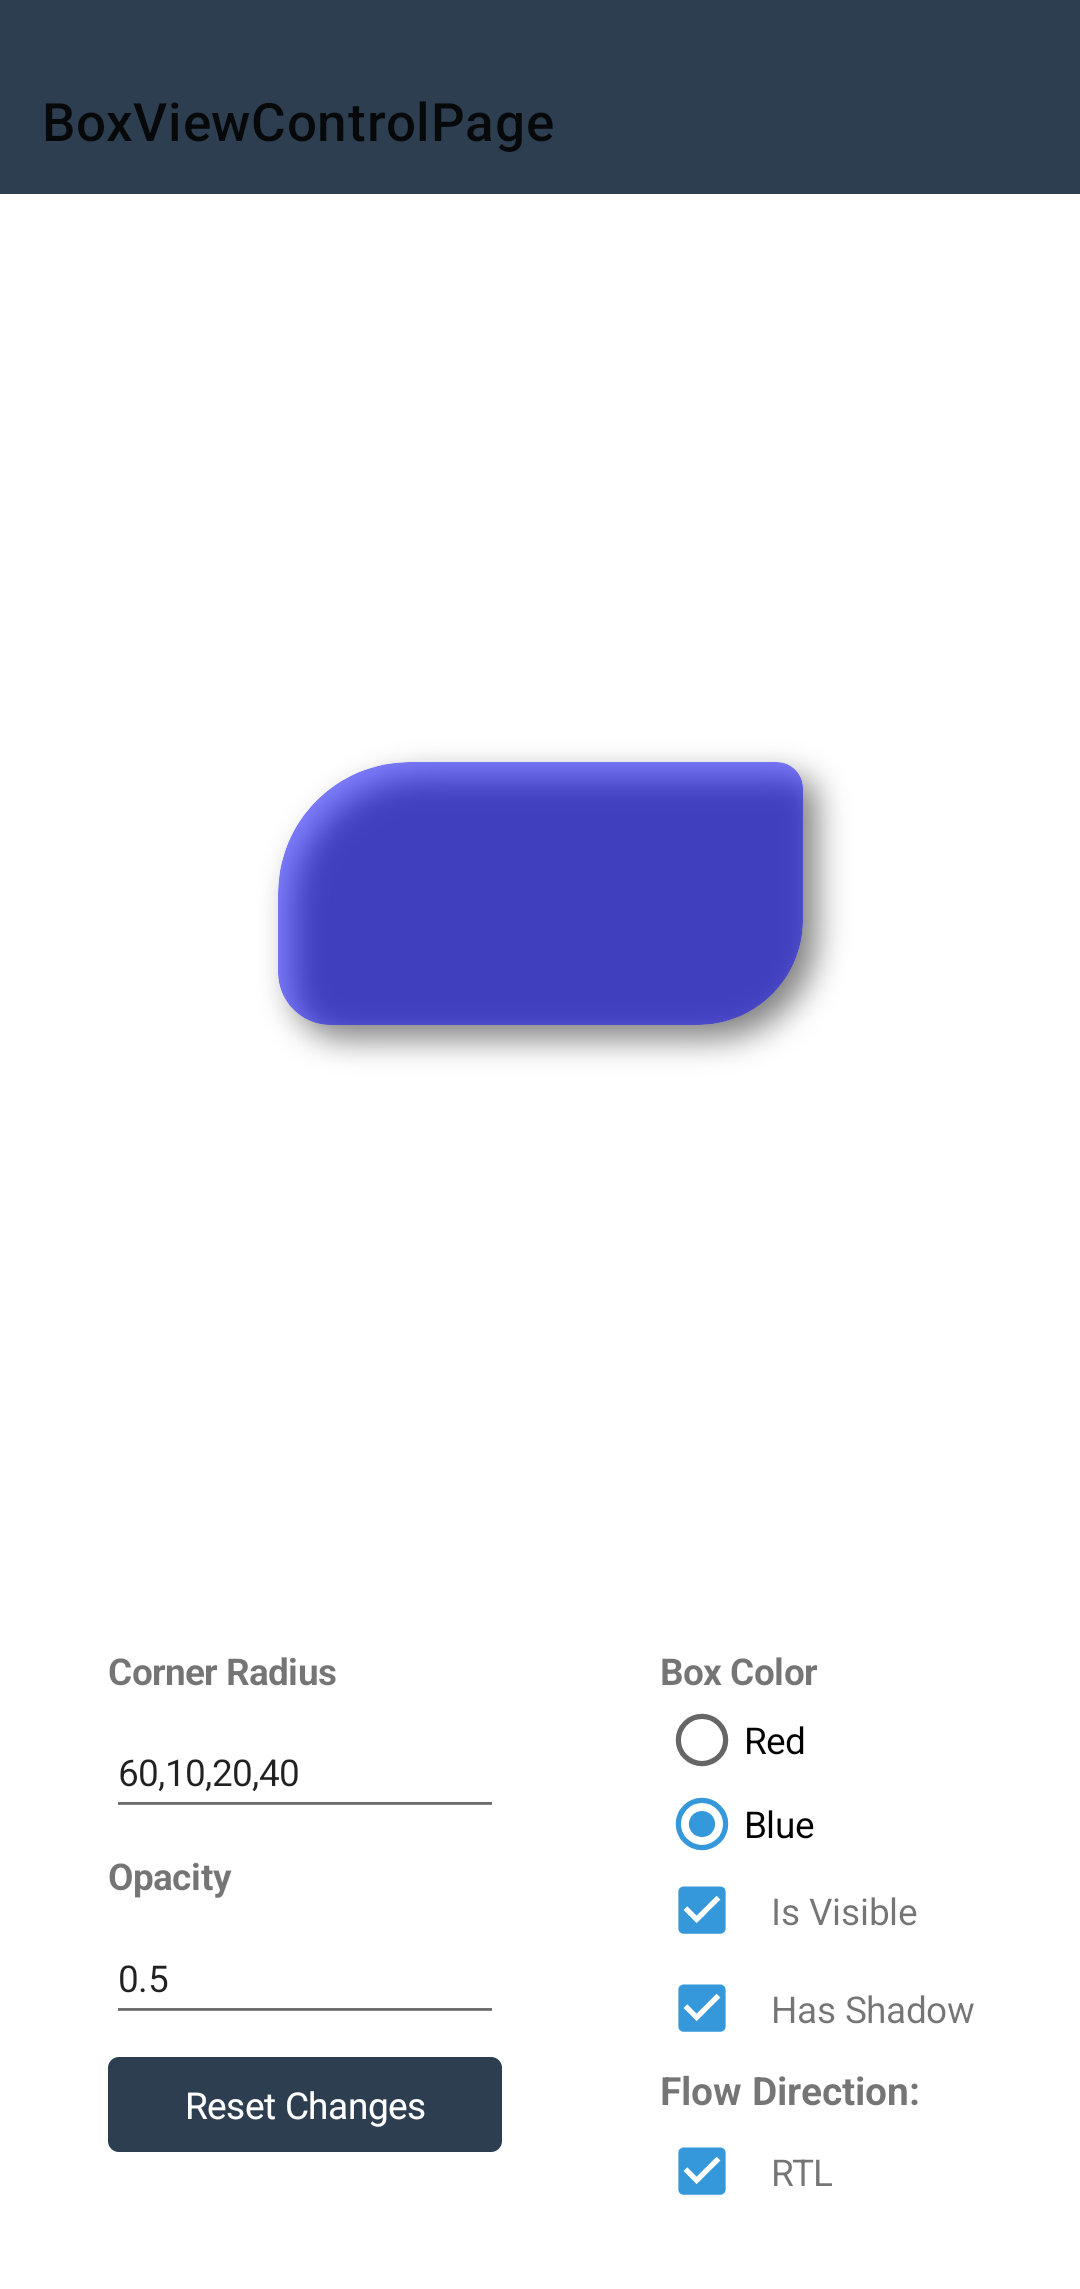 BoxViewControlPage
Corner Radius
60,10,20,40
Opacity
0.5
Reset Changes
Box Color
Red
Blue
Is Visible
Has Shadow
Flow Direction:
RTL